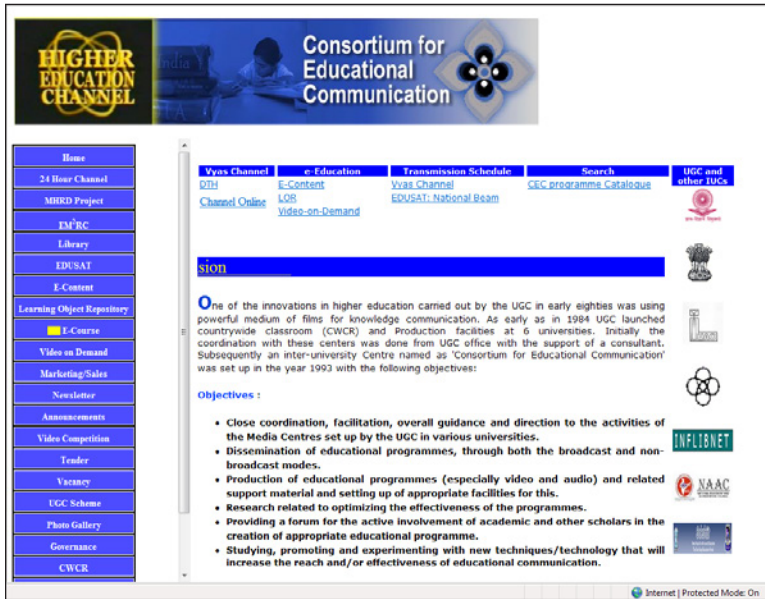 HIGHER
EDUCATION
CHANNEL
India
Consortium for
Educational
Communication
Home
24 Hour Channel
MHRD Project
EM²RC
Library
EDUSAT
E-Content
Learning Object Repository
E-Course
Video on Demand
Marketing/Sales
Newsletter
Announcements
Video Competition
Tender
Vacancy
UGC Scheme
Photo Gallery
Governance
CWCR
Vyas Channel
DTH
Channel Online
e-Education
E-Content
LOR
Video-on-Demand
Transmission Schedule
Vyas Channel
EDUSAT: National Beam
Search
CEC programme Catalogue
UGC and
other IUCs
sion
One of the innovations in higher education carried out by the UGC in early eighties was using
powerful medium of films for knowledge communication. As early as in 1984 UGC launched
countrywide classroom (CWCR) and Production facilities at 6 universities. Initially the
coordination with these centers was done from UGC office with the support of a consultant.
Subsequently an inter-university Centre named as 'Consortium for Educational Communication'
was set up in the year 1993 with the following objectives:
Objectives :
• Close coordination, facilitation, overall guidance and direction to the activities of
the Media Centres set up by the UGC in various universities.
• Dissemination of educational programmes, through both the broadcast and non-
broadcast modes.
• Production of educational programmes (especially video and audio) and related
support material and setting up of appropriate facilities for this.
• Research related to optimizing the effectiveness of the programmes.
• Providing a forum for the active involvement of academic and other scholars in the
creation of appropriate educational programme.
• Studying, promoting and experimenting with new techniques/technology that will
increase the reach and/or effectiveness of educational communication.
INFLIBNET
NAAC
Internet | Protected Mode: On